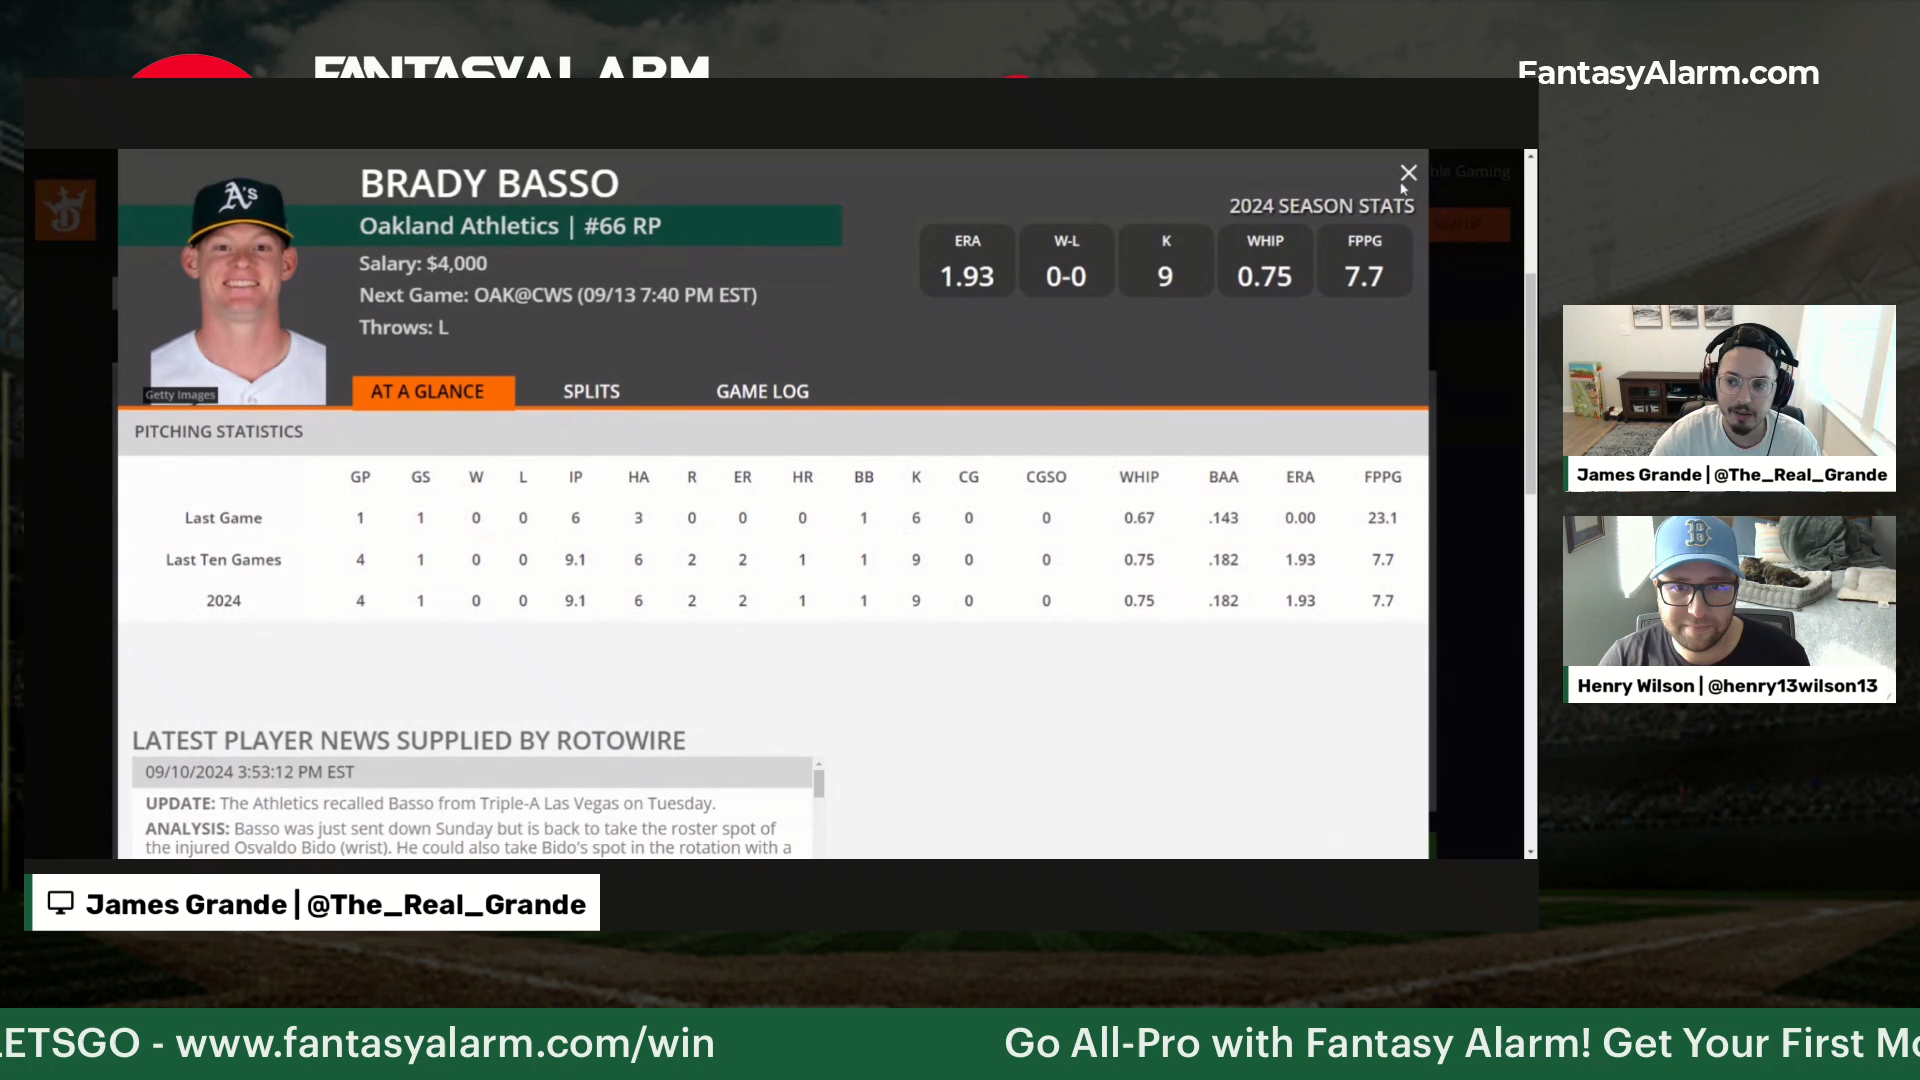 FANTASYALARM
FantasyAlarm.com
BRADY BASSO
Oakland Athletics | #66 RP
Salary: $4,000
Next Game: OAK@CWS (09/13 7:40 PM EST)
Throws: L
2024 SEASON STATS
ERA W-L K WHIP FPPG
1.93 0-0 9 0.75 7.7
ble Gaming
SIGN UP
A's
Getty Images
AT A GLANCE SPLITS GAME LOG
PITCHING STATISTICS
GP GS W L IP HA R ER HR BB K CG CGSO WHIP BAA ERA FPPG
Last Game 1 1 0 0 6 3 0 0 0 1 6 0 0 0.67 .143 0.00 23.1
Last Ten Games 4 1 0 0 9.1 6 2 2 1 1 9 0 0 0.75 .182 1.93 7.7
2024 4 1 0 0 9.1 6 2 2 1 1 9 0 0 0.75 .182 1.93 7.7
LATEST PLAYER NEWS SUPPLIED BY ROTOWIRE
09/10/2024 3:53:12 PM EST
UPDATE: The Athletics recalled Basso from Triple-A Las Vegas on Tuesday.
ANALYSIS: Basso was just sent down Sunday but is back to take the roster spot of
the injured Osvaldo Bido (wrist). He could also take Bido's spot in the rotation with a
James Grande | @The_Real_Grande
B
Henry Wilson | @henry13wilson13
James Grande | @The_Real_Grande
LETSGO - www.fantasyalarm.com/win
Go All-Pro with Fantasy Alarm! Get Your First Mo